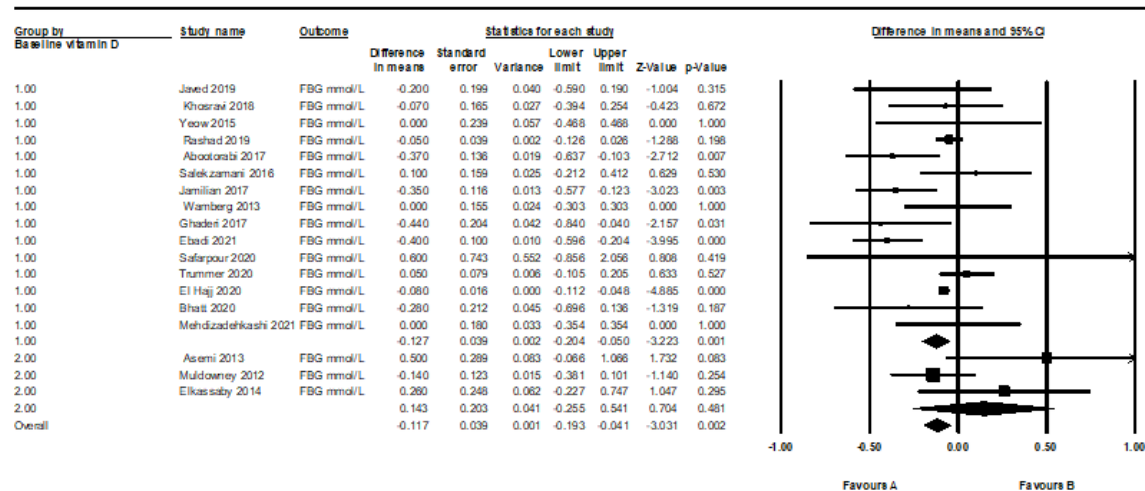 Group by Study name Outcome Statistics for each study Difference in means and 95% CI
Baseline vitamin D
Difference Standard Lower Upper
in means error Variance limit limit Z-Value p-Value
1.00 Javed 2019 FBG mmol/L -0.200 0.199 0.040 -0.590 0.190 -1.004 0.315
1.00 Khosravi 2018 FBG mmol/L -0.070 0.165 0.027 -0.394 0.254 -0.423 0.672
1.00 Yeow 2015 FBG mmol/L 0.000 0.239 0.057 -0.468 0.468 0.000 1.000
1.00 Rashad 2019 FBG mmol/L -0.050 0.039 0.002 -0.126 0.026 -1.288 0.198
1.00 Abootorabi 2017 FBG mmol/L -0.370 0.136 0.019 -0.637 -0.103 -2.712 0.007
1.00 Salekzamani 2016 FBG mmol/L 0.100 0.159 0.025 -0.212 0.412 0.629 0.530
1.00 Jamilian 2017 FBG mmol/L -0.350 0.116 0.013 -0.577 -0.123 -3.023 0.003
1.00 Wamberg 2013 FBG mmol/L 0.000 0.155 0.024 -0.303 0.303 0.000 1.000
1.00 Ghaderi 2017 FBG mmol/L -0.440 0.204 0.042 -0.840 -0.040 -2.157 0.031
1.00 Ebadi 2021 FBG mmol/L -0.400 0.100 0.010 -0.596 -0.204 -3.995 0.000
1.00 Safarpour 2020 FBG mmol/L 0.600 0.743 0.552 -0.856 2.056 0.808 0.419
1.00 Trummer 2020 FBG mmol/L 0.050 0.079 0.006 -0.105 0.205 0.633 0.527
1.00 El Hajj 2020 FBG mmol/L -0.080 0.016 0.000 -0.112 -0.048 -4.885 0.000
1.00 Bhatt 2020 FBG mmol/L -0.280 0.212 0.045 -0.696 0.136 -1.319 0.187
1.00 Mehdizadehkashi 2021 FBG mmol/L 0.000 0.180 0.033 -0.354 0.354 0.000 1.000
1.00 -0.127 0.039 0.002 -0.204 -0.050 -3.223 0.001
2.00 Asemi 2013 FBG mmol/L 0.500 0.289 0.083 -0.066 1.066 1.732 0.083
2.00 Muldowney 2012 FBG mmol/L -0.140 0.123 0.015 -0.381 0.101 -1.140 0.254
2.00 Elkassaby 2014 FBG mmol/L 0.260 0.248 0.062 -0.227 0.747 1.047 0.295
2.00 0.143 0.203 0.041 -0.255 0.541 0.704 0.481
Overall -0.117 0.039 0.001 -0.193 -0.041 -3.031 0.002
-1.00 -0.50 0.00 0.50 1.00
Favours A Favours B